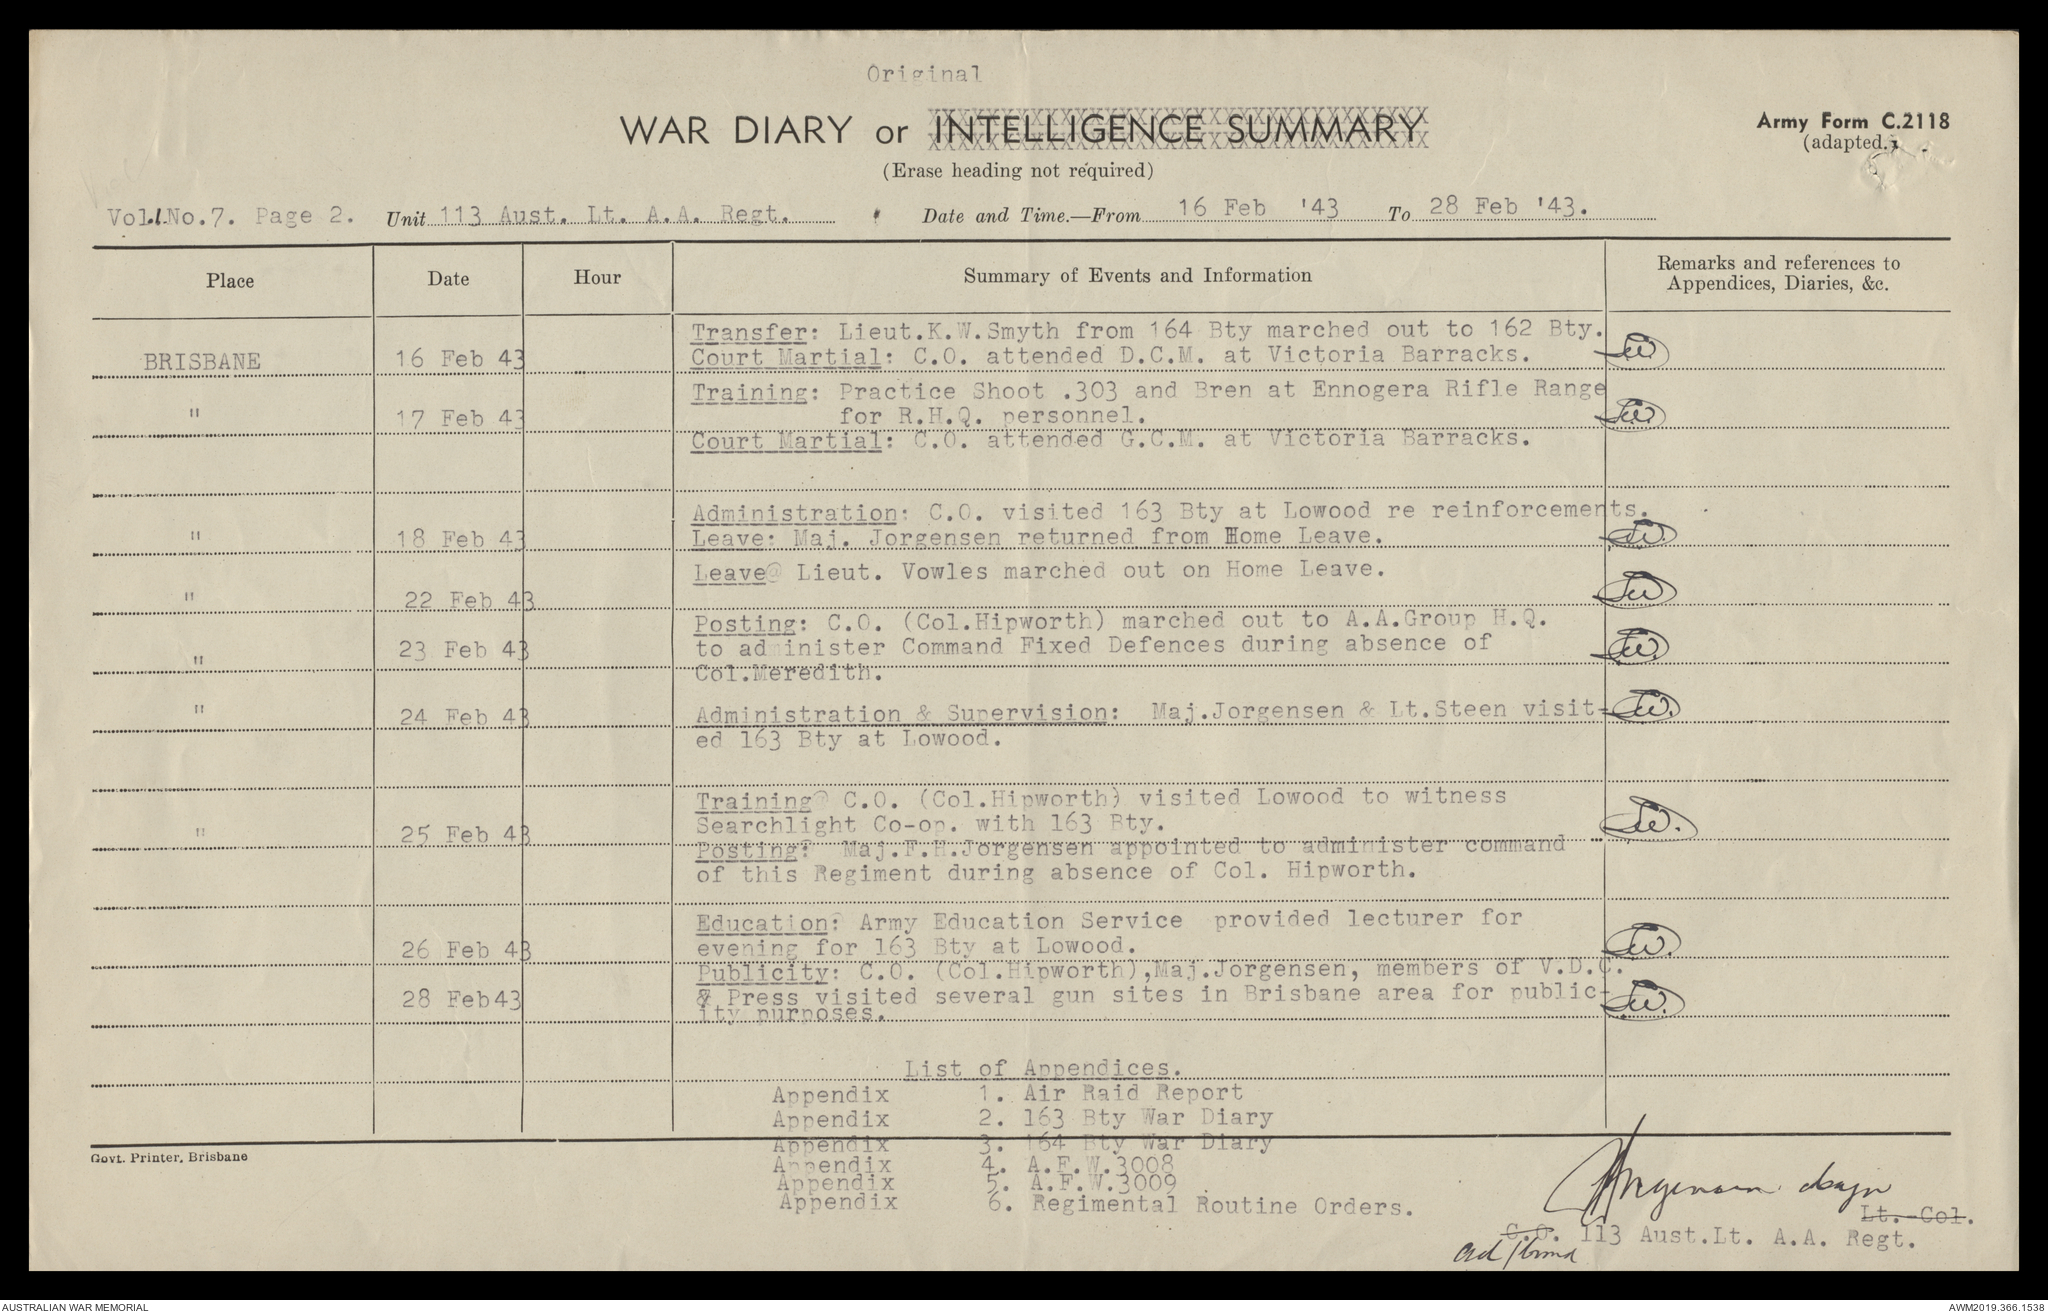 Original
WAR DIARY or INTELLIGENCE SUMMARY
(Erase heading not required)
Army Form C.2118
(adapted.)
Vol.1.No.7. Page 2. Unit 113 Aust. Lt. A.A. Regt. Date and Time.—From 16 Feb '43 To 28 Feb '43.
Place Date Hour Summary of Events and Information Remarks and references to
Appendices, Diaries, &c.
Transfer: Lieut.K.W.Smyth from 164 Bty marched out to 162 Bty.
BRISBANE 16 Feb 43 Court Martial: C.O. attended D.C.M. at Victoria Barracks.
Training: Practice Shoot .303 and Bren at Ennogera Rifle Range
" 17 Feb 43 for R.H.Q. personnel.
Court Martial: C.O. attended G.C.M. at Victoria Barracks.
Administration: C.O. visited 163 Bty at Lowood re reinforcements.
" 18 Feb 43 Leave: Maj. Jorgensen returned from Home Leave.
Leave@ Lieut. Vowles marched out on Home Leave.
" 22 Feb 43
Posting: C.O. (Col.Hipworth) marched out to A.A.Group H.Q.
" 23 Feb 43 to ad inister Command Fixed Defences during absence of
Col.Meredith.
" 24 Feb 43 Administration & Supervision: Maj.Jorgensen & Lt.Steen visit-
ed 163 Bty at Lowood.
Training@ C.O. (Col.Hipworth) visited Lowood to witness
" 25 Feb 43 Searchlight Co-op. with 163 Bty.
Posting: Maj.F.H.Jorgensen appointed to administer command
of this Regiment during absence of Col. Hipworth.
Education: Army Education Service provided lecturer for
26 Feb 43 evening for 163 Bty at Lowood.
Publicity: C.O. (Col.Hipworth),Maj.Jorgensen, members of V.D.C.
28 Feb43 & Press visited several gun sites in Brisbane area for public-
ity purposes.
List of Appendices.
Appendix 1. Air Raid Report
Appendix 2. 163 Bty War Diary
Appendix 3. 164 Bty War Diary
Appendix 4. A.F.W.3008
Appendix 5. A.F.W.3009
Appendix 6. Regimental Routine Orders.
Govt. Printer, Brisbane
Jorgensen Major
Lt.-Col.
C.O. 113 Aust.Lt. A.A. Regt.
AUSTRALIAN WAR MEMORIAL
AWM2019.366.1538